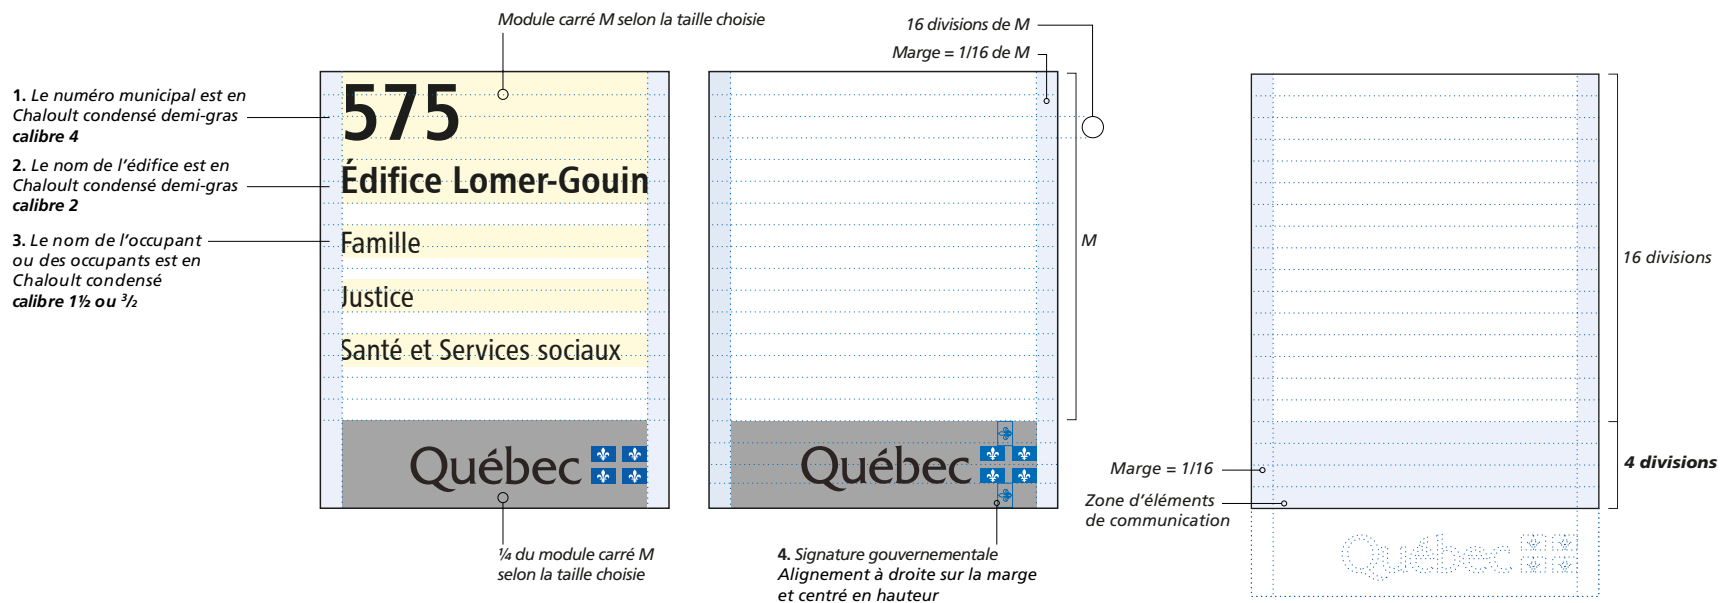 Module carré M selon la taille choisie
16 divisions de M
Marge = 1/16 de M
1. Le numéro municipal est en
Chaloult condensé demi-gras
calibre 4
2. Le nom de l'édifice est en
Chaloult condensé demi-gras
calibre 2
3. Le nom de l'occupant
ou des occupants est en
Chaloult condensé
calibre 1½ ou 3/2
575
Édifice Lomer-Gouin
Famille
Justice
Santé et Services sociaux
Québec
¼ du module carré M
selon la taille choisie
M
Québec
4. Signature gouvernementale
Alignement à droite sur la marge
et centré en hauteur
16 divisions
4 divisions
Marge = 1/16
Zone d'éléments
de communication
Québec